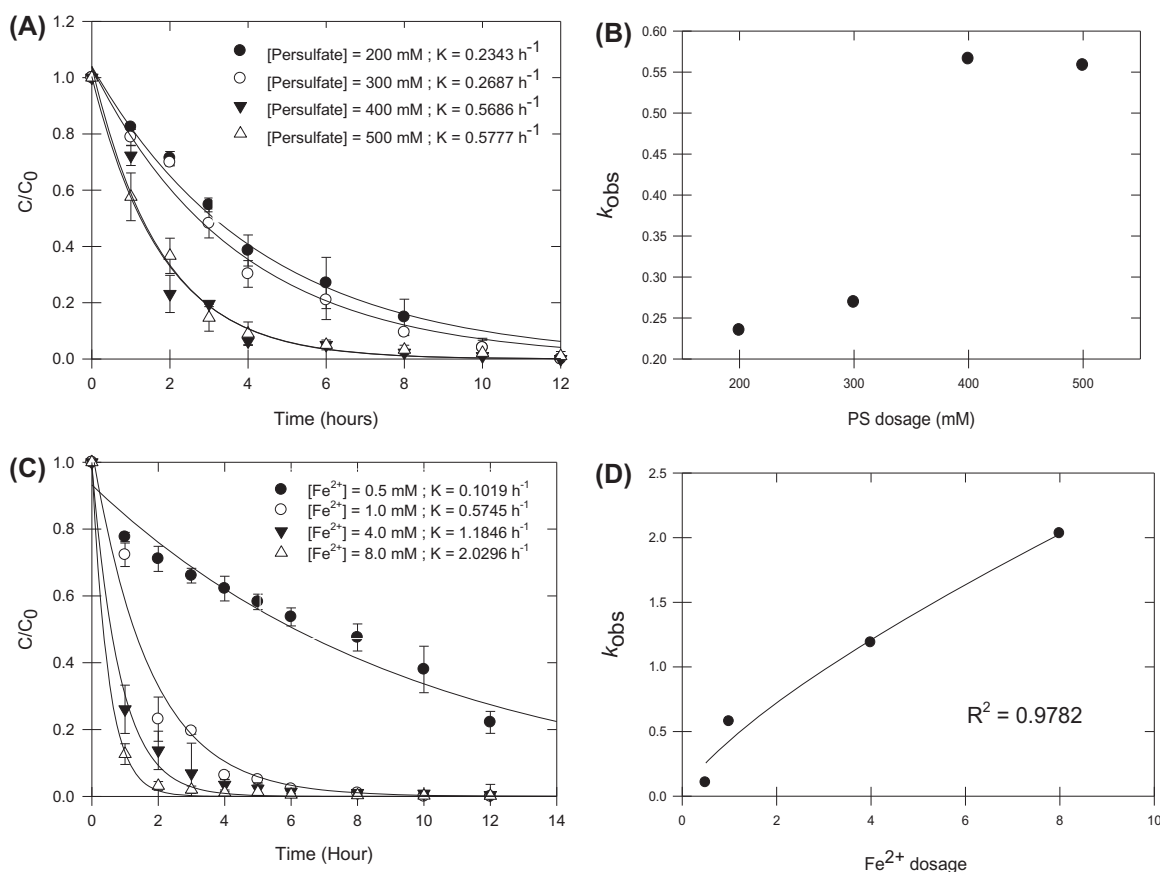 (A)
[Persulfate] = 200 mM ; K = 0.2343 h⁻¹
[Persulfate] = 300 mM ; K = 0.2687 h⁻¹
[Persulfate] = 400 mM ; K = 0.5686 h⁻¹
[Persulfate] = 500 mM ; K = 0.5777 h⁻¹
1.2
1.0
0.8
0.6
0.4
0.2
0.0
C/C₀
0 2 4 6 8 10 12
Time (hours)
(B)
0.60
0.55
0.50
0.45
0.40
0.35
0.30
0.25
0.20
kobs
200 300 400 500
PS dosage (mM)
(C)
[Fe²⁺] = 0.5 mM ; K = 0.1019 h⁻¹
[Fe²⁺] = 1.0 mM ; K = 0.5745 h⁻¹
[Fe²⁺] = 4.0 mM ; K = 1.1846 h⁻¹
[Fe²⁺] = 8.0 mM ; K = 2.0296 h⁻¹
1.0
0.8
0.6
0.4
0.2
0.0
C/C₀
0 2 4 6 8 10 12 14
Time (Hour)
(D)
2.5
2.0
1.5
1.0
0.5
0.0
kobs
R² = 0.9782
0 2 4 6 8 10
Fe²⁺ dosage